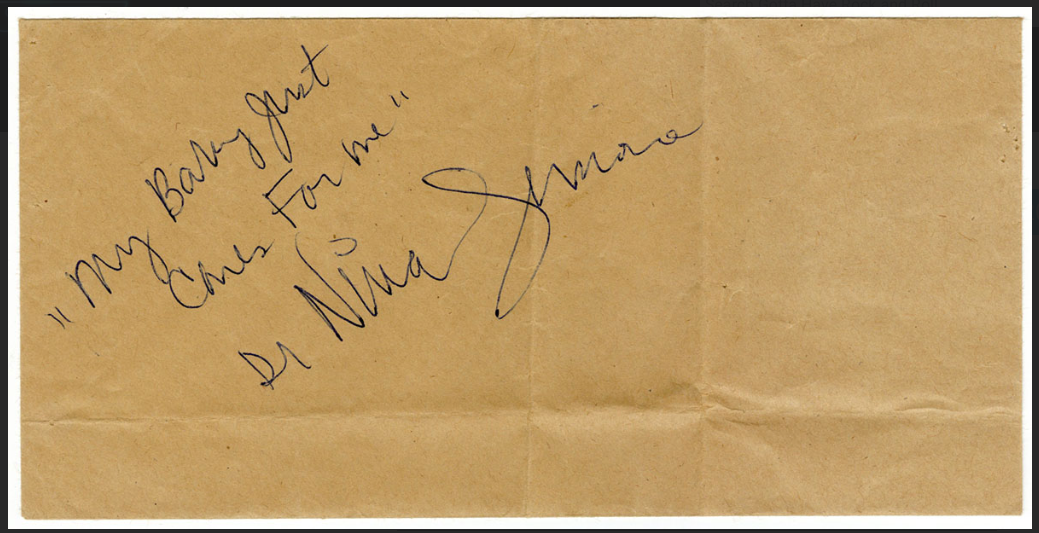 "My Baby Just
Cares For me"
Dr Nina Simone